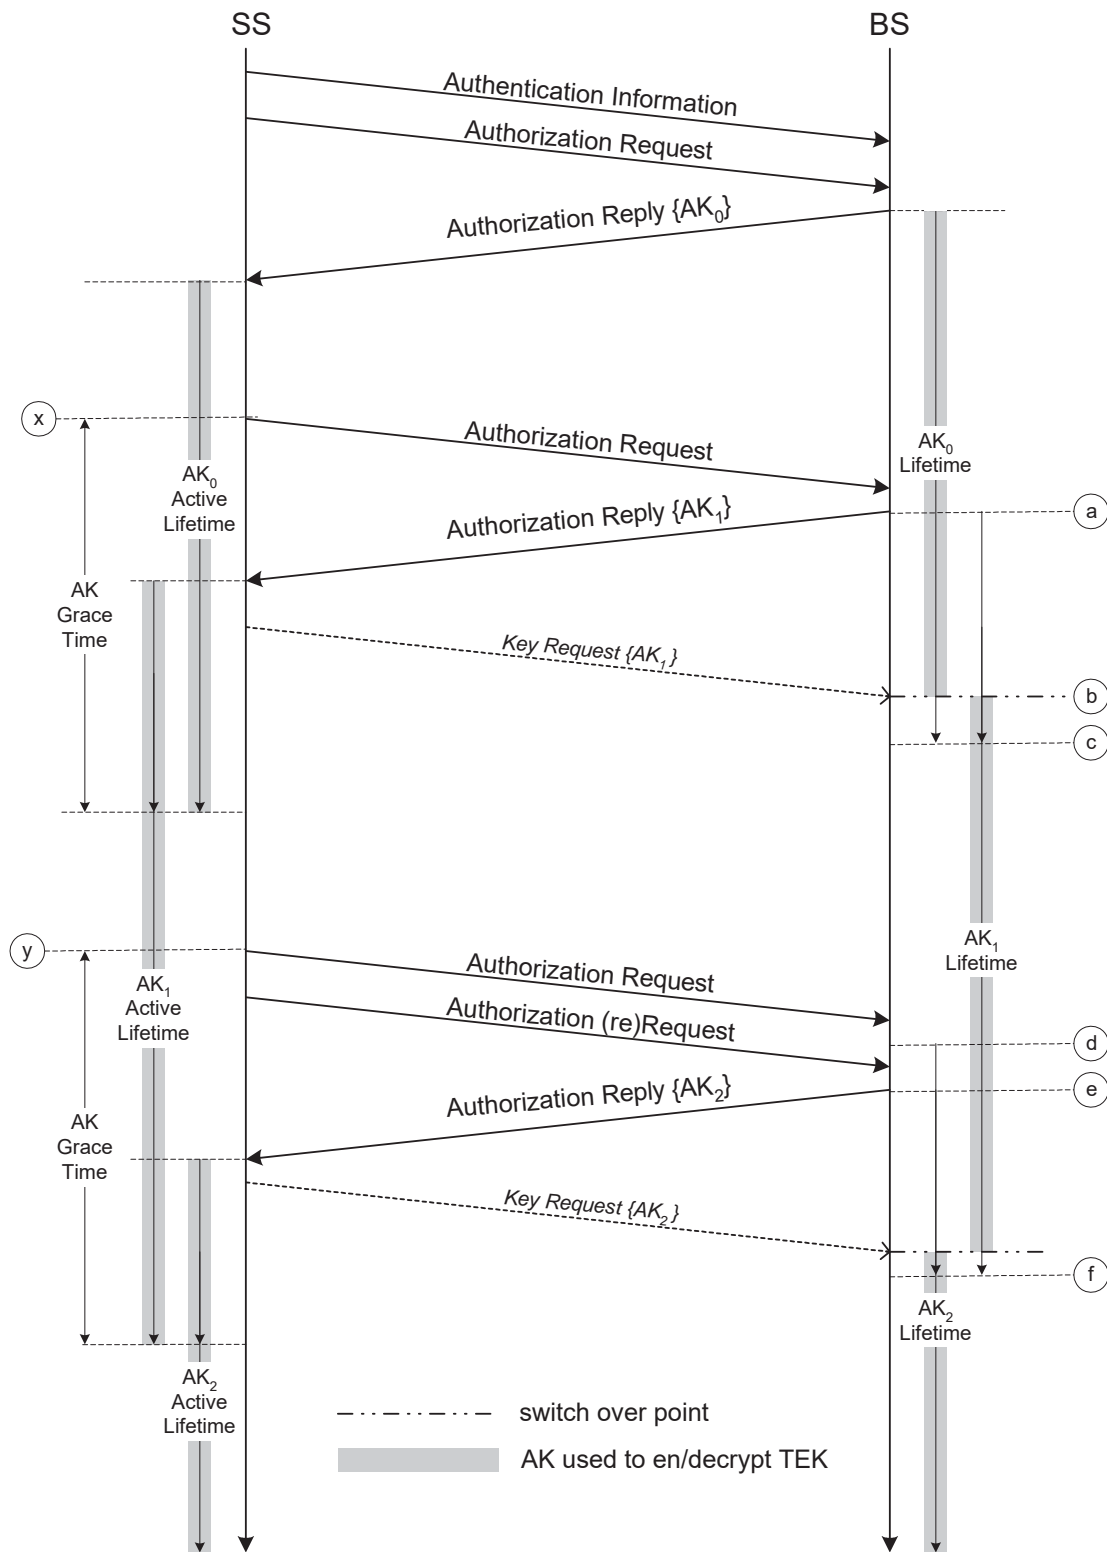 SS
BS
Authentication Information
Authorization Request
Authorization Reply {AK₀}
x
Authorization Request
AK₀
Lifetime
AK₀
Active
Lifetime
Authorization Reply {AK₁}
a
AK
Grace
Time
Key Request {AK₁}
b
c
y
Authorization Request
AK₁
Lifetime
AK₁
Active
Lifetime
Authorization (re)Request
d
Authorization Reply {AK₂}
e
AK
Grace
Time
Key Request {AK₂}
f
AK₂
Lifetime
AK₂
Active
Lifetime
switch over point
AK used to en/decrypt TEK